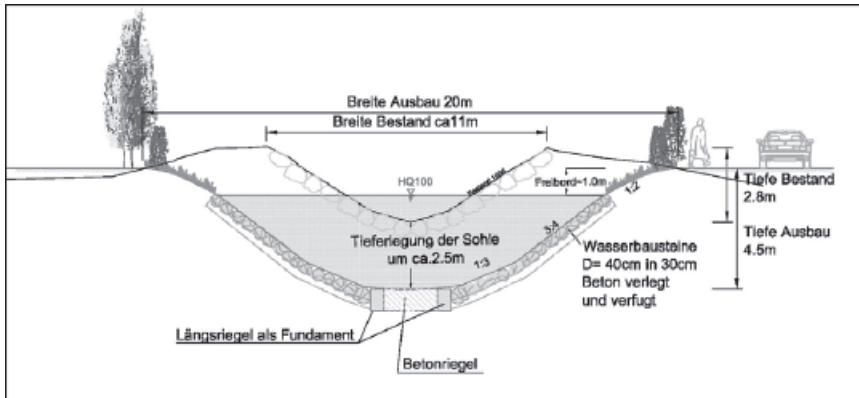 Breite Ausbau 20m
Breite Bestand ca11m
HQ100
Freibord~1.0m
1:2
Tiefe Bestand
2.8m
Tieferlegung der Sohle
um ca.2.5m
1:3
Wasserbausteine
D= 40cm in 30cm
Beton verlegt
und verfugt
Tiefe Ausbau
4.5m
Längsriegel als Fundament
Betonriegel